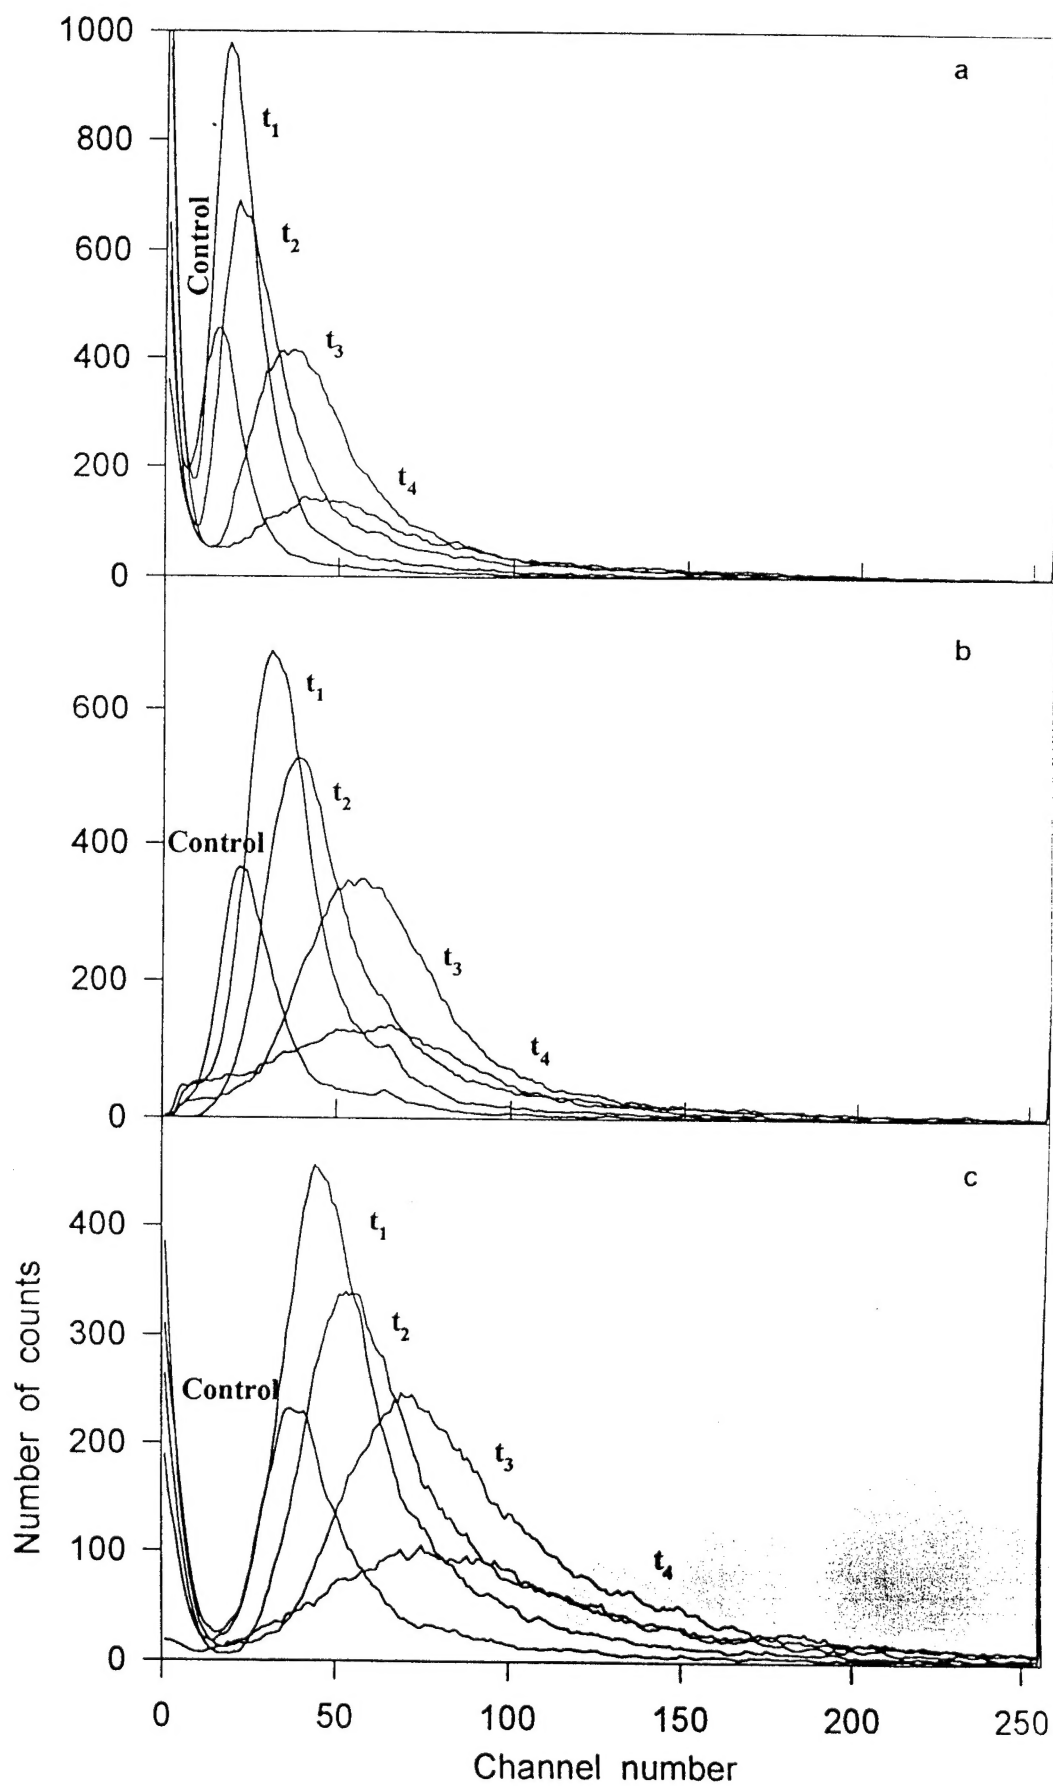 1000
a
800
t1
Control
600
t2
400
t3
200
t4
0
b
600
t1
t2
400
Control
200
t3
t4
0
c
400
t1
300
t2
Control
200
t3
100
t4
0
Number of counts
0 50 100 150 200 250
Channel number